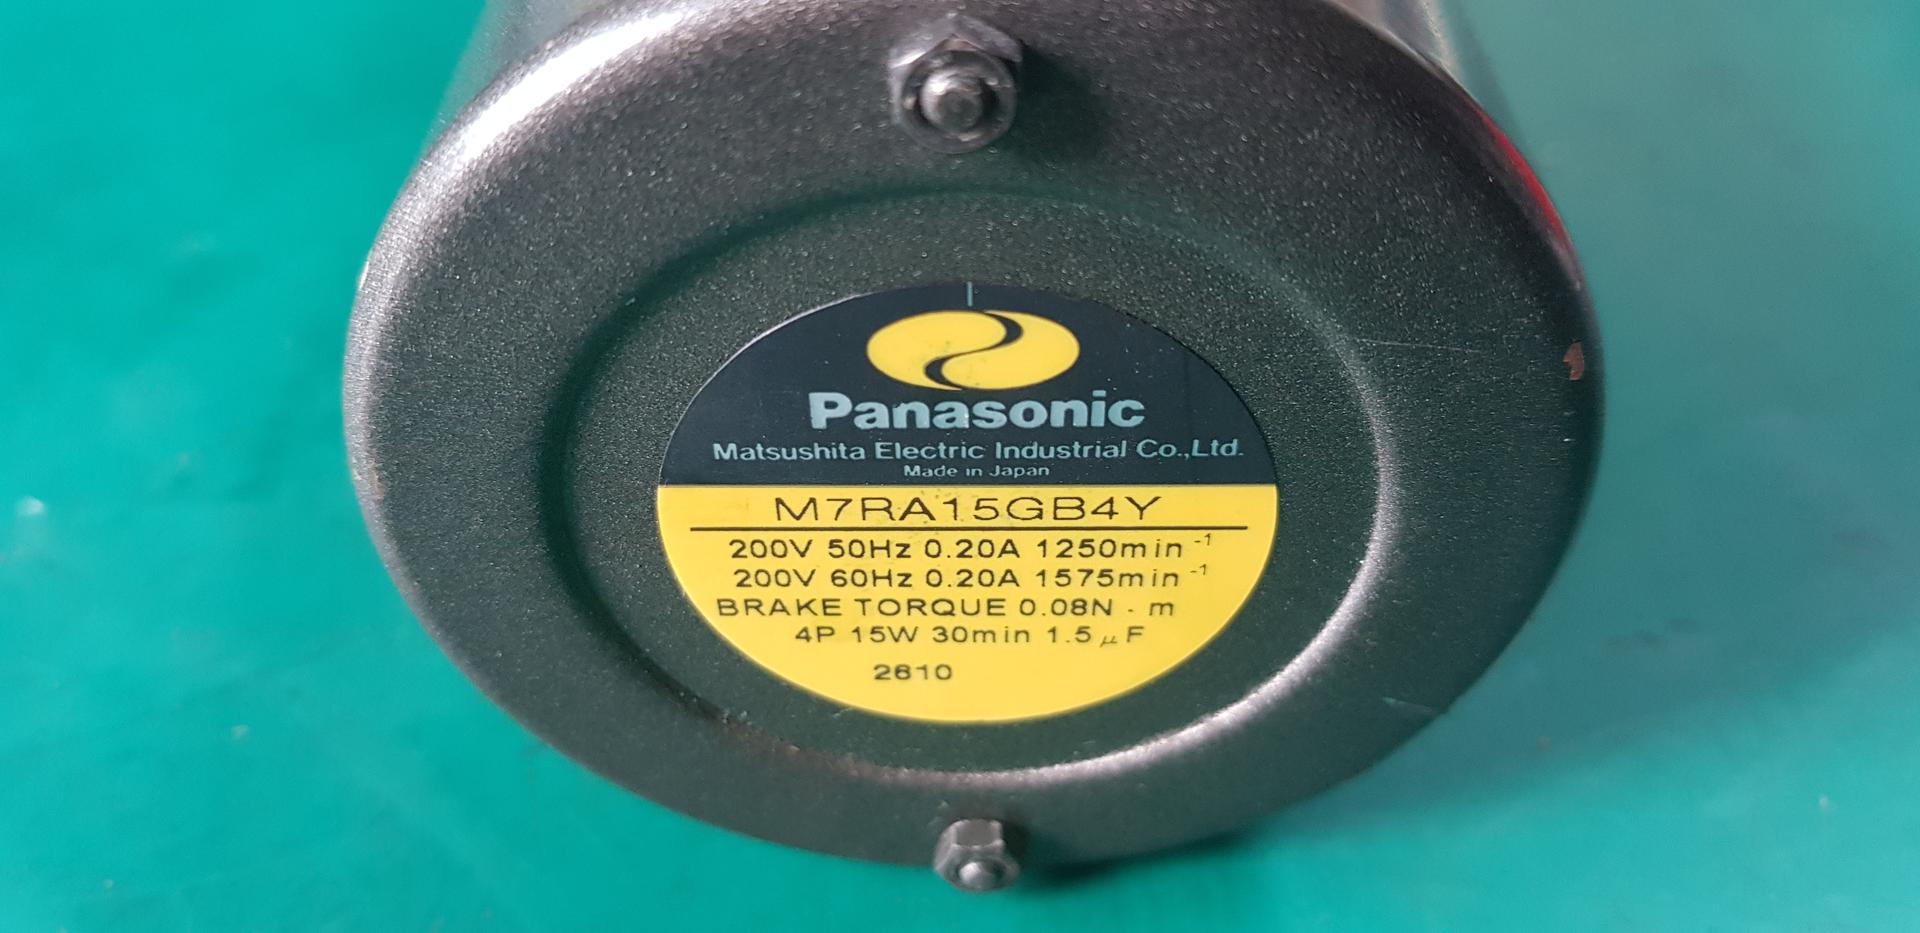 Panasonic
Matsushita Electric Industrial Co.,Ltd.
Made in Japan
M7RA15GB4Y
200V 50Hz 0.20A 1250min⁻¹
200V 60Hz 0.20A 1575min⁻¹
BRAKE TORQUE 0.08N · m
4P 15W 30min 1.5μF
2610